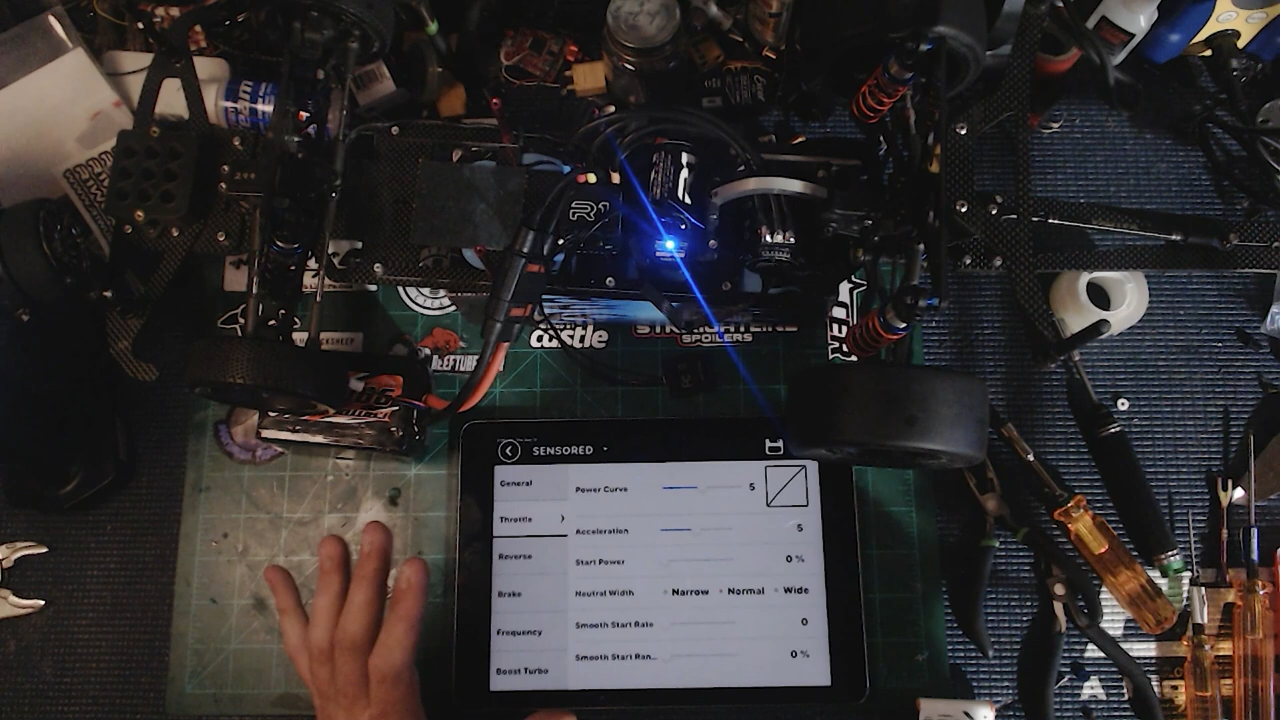 R1
castle
STRAIGHTLINE
SPOILERS
SENSORED
General
Throttle
Reverse
Brake
Frequency
Boost Turbo
Power Curve 5
Acceleration 5
Start Power 0 %
Neutral Width Narrow Normal Wide
Smooth Start Rate 0
Smooth Start Ran... 0 %